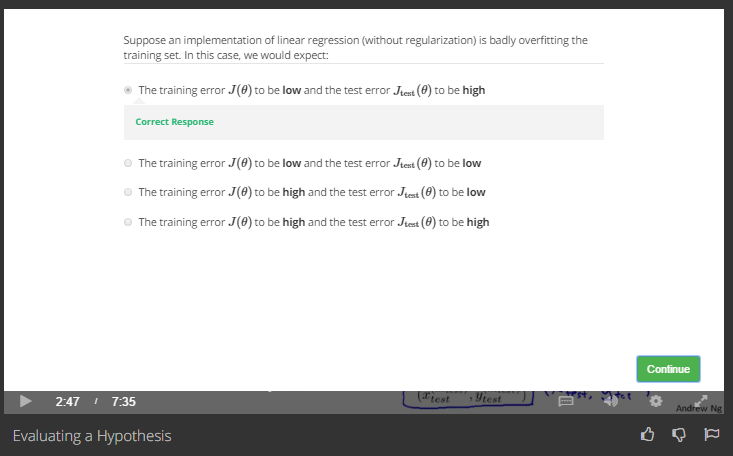 Suppose an implementation of linear regression (without regularization) is badly overfitting the
training set. In this case, we would expect:
The training error J(θ) to be low and the test error Jtest(θ) to be high
Correct Response
The training error J(θ) to be low and the test error Jtest(θ) to be low
The training error J(θ) to be high and the test error Jtest(θ) to be low
The training error J(θ) to be high and the test error Jtest(θ) to be high
Continue
2:47 / 7:35
Andrew Ng
Evaluating a Hypothesis